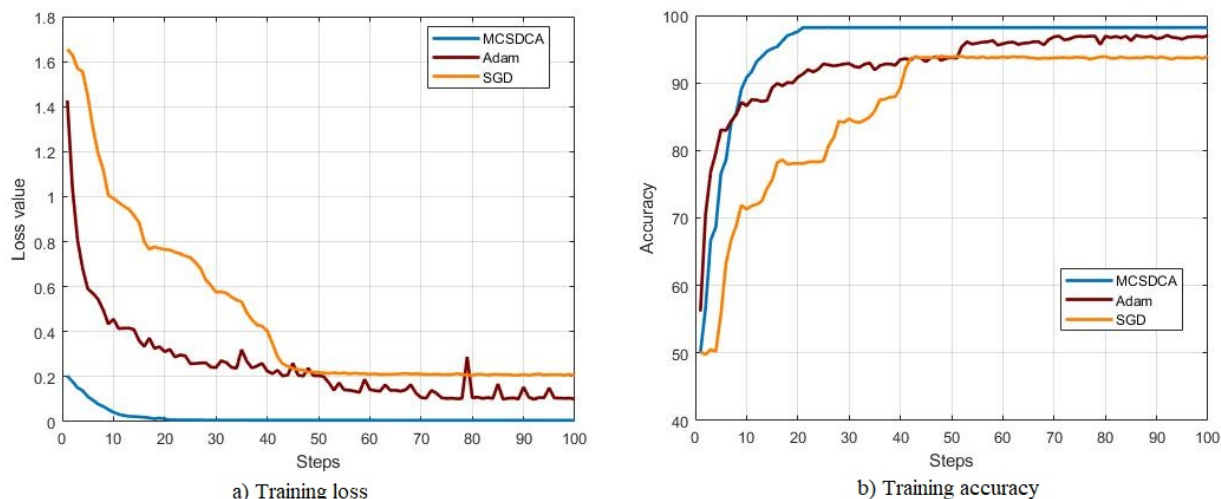 1.8
1.6
1.4
1.2
1
0.8
0.6
0.4
0.2
0
Loss value
0 10 20 30 40 50 60 70 80 90 100
Steps
MCSDCA
Adam
SGD
a) Training loss
100
90
80
70
60
50
40
Accuracy
0 10 20 30 40 50 60 70 80 90 100
Steps
MCSDCA
Adam
SGD
b) Training accuracy